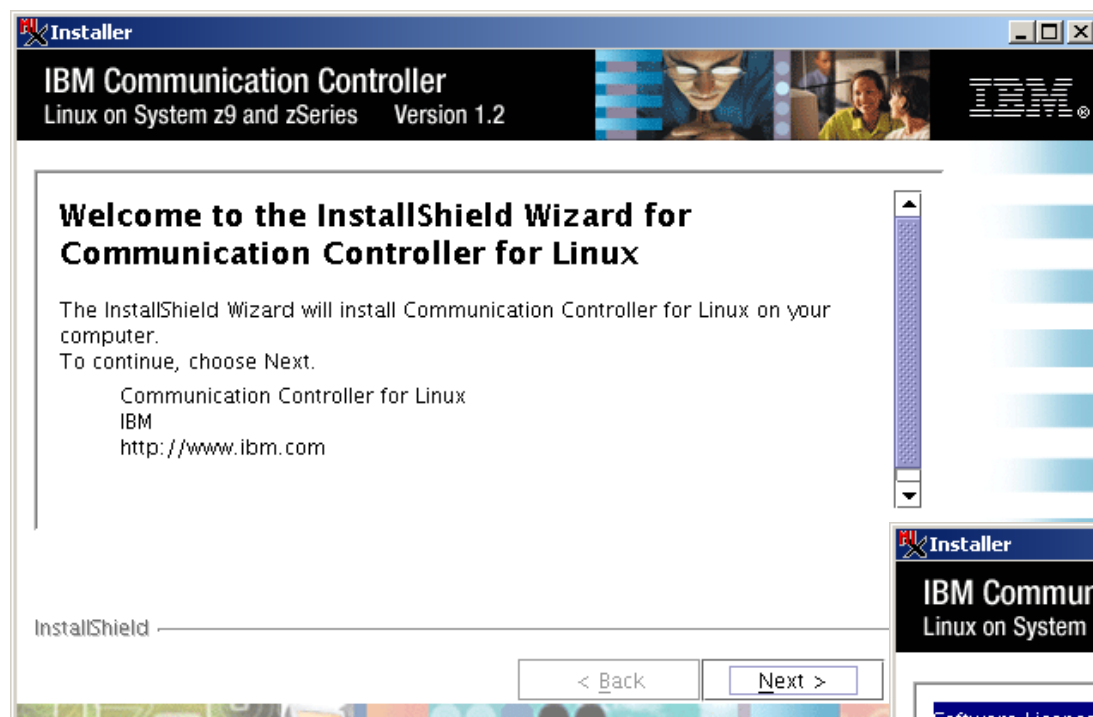 Installer
IBM Communication Controller
Linux on System z9 and zSeries Version 1.2
IBM®
Welcome to the InstallShield Wizard for
Communication Controller for Linux
The InstallShield Wizard will install Communication Controller for Linux on your
computer.
To continue, choose Next.
Communication Controller for Linux
IBM
http://www.ibm.com
InstallShield
< Back
Next >
Installer
IBM Commun
Linux on System